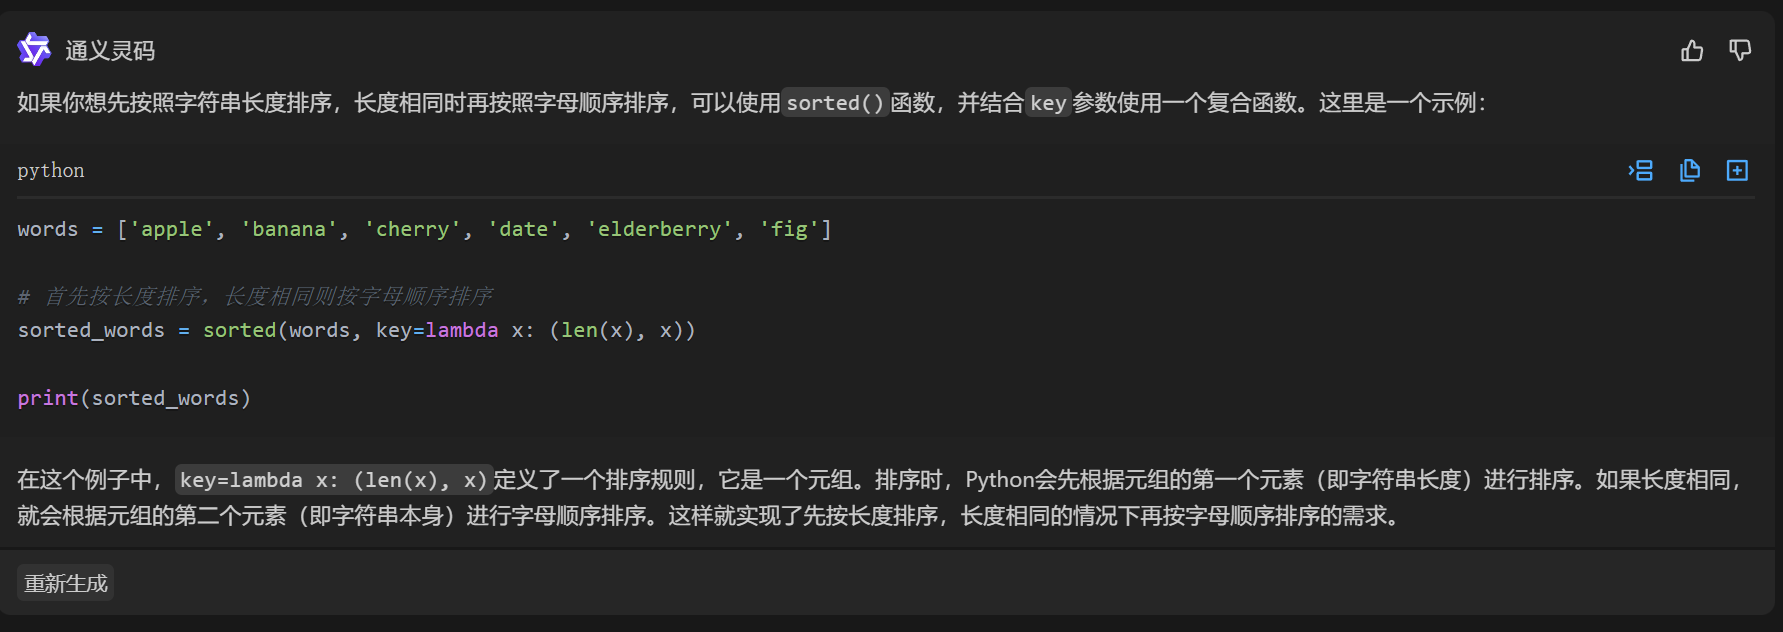 通义灵码
如果你想先按照字符串长度排序，长度相同时再按照字母顺序排序，可以使用sorted()函数，并结合key参数使用一个复合函数。这里是一个示例：
python
words = ['apple', 'banana', 'cherry', 'date', 'elderberry', 'fig']
# 首先按长度排序，长度相同则按字母顺序排序
sorted_words = sorted(words, key=lambda x: (len(x), x))
print(sorted_words)
在这个例子中，key=lambda x: (len(x), x)定义了一个排序规则，它是一个元组。排序时，Python会先根据元组的第一个元素（即字符串长度）进行排序。如果长度相同，
就会根据元组的第二个元素（即字符串本身）进行字母顺序排序。这样就实现了先按长度排序，长度相同的情况下再按字母顺序排序的需求。
重新生成